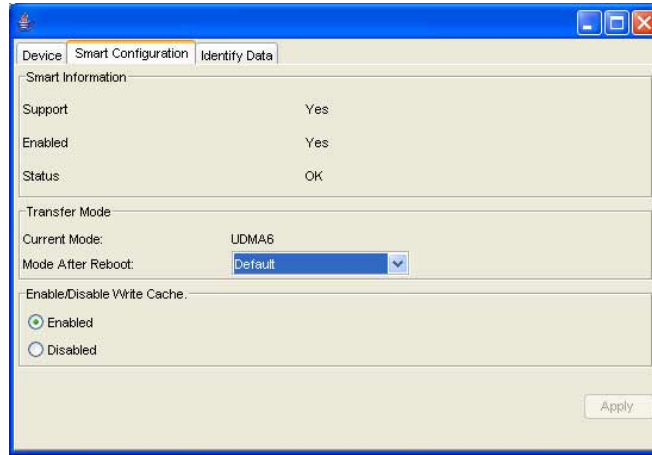 Device Smart Configuration Identify Data
Smart Information
Support Yes
Enabled Yes
Status OK
Transfer Mode
Current Mode: UDMA6
Mode After Reboot: Default
Enable/Disable Write Cache.
Enabled
Disabled
Apply